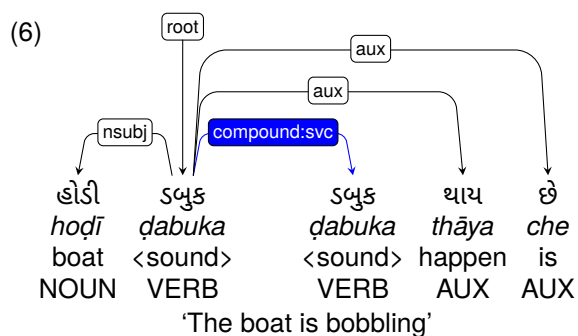 (6)
root
aux
aux
nsubj compound:svc
હોડી ડબુક ડબુક થાય છે
hoḍī ḍabuka ḍabuka thāya che
boat <sound> <sound> happen is
NOUN VERB VERB AUX AUX
‘The boat is bobbling’